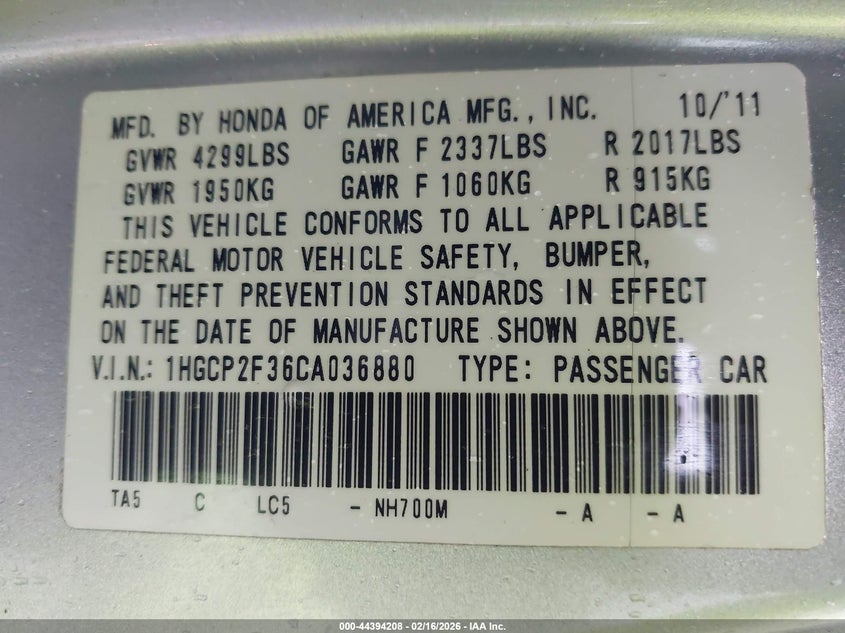 MFD. BY HONDA OF AMERICA MFG., INC. 10/'11
GVWR 4299LBS GAWR F 2337LBS R 2017LBS
GVWR 1950KG GAWR F 1060KG R 915KG
THIS VEHICLE CONFORMS TO ALL APPLICABLE
FEDERAL MOTOR VEHICLE SAFETY, BUMPER,
AND THEFT PREVENTION STANDARDS IN EFFECT
ON THE DATE OF MANUFACTURE SHOWN ABOVE.
V.I.N.: 1HGCP2F36CA036880 TYPE: PASSENGER CAR
TA5 C LC5 - NH700M - A - A
000-44394208 - 02/16/2026 - IAA Inc.